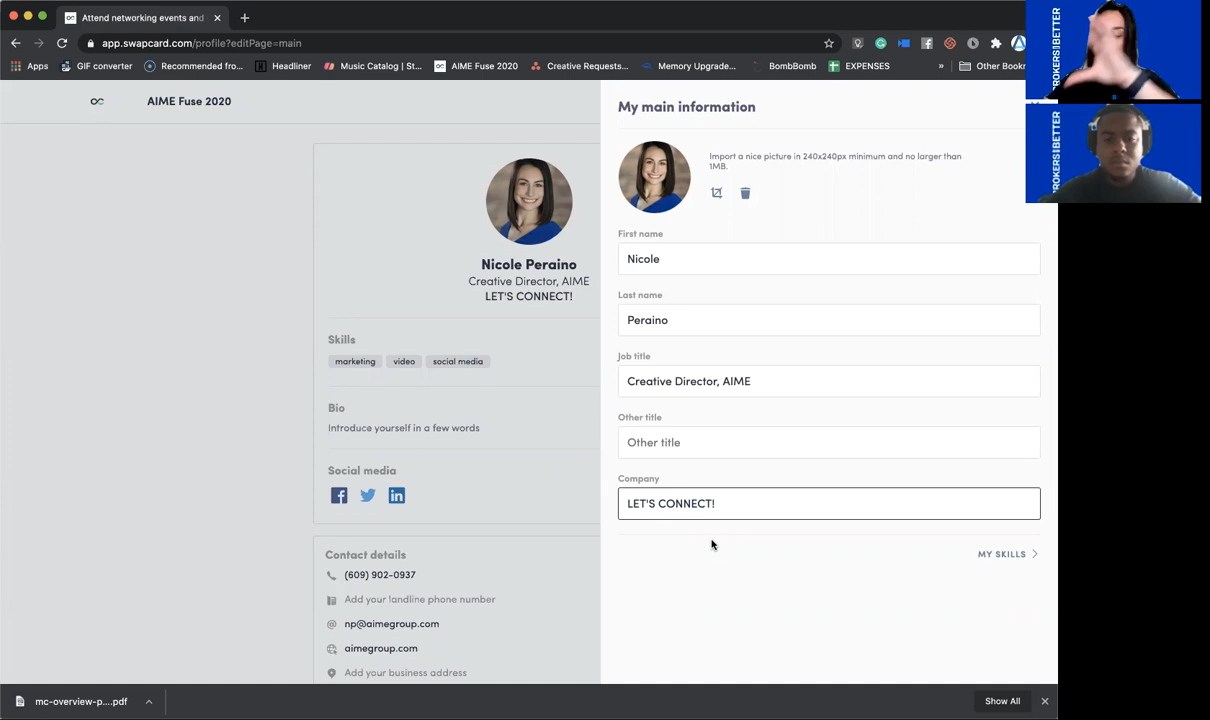 Attend networking events and
app.swapcard.com/profile?editPage=main
Apps
GIF converter
Recommended fro...
Headliner
Music Catalog | St...
AIME Fuse 2020
Creative Requests...
Memory Upgrade...
BombBomb
EXPENSES
»
Other Bookm
AIME Fuse 2020
Nicole Peraino
Creative Director, AIME
LET'S CONNECT!
Skills
marketing
video
social media
Bio
Introduce yourself in a few words
Social media
Contact details
(609) 902-0937
Add your landline phone number
np@aimegroup.com
aimegroup.com
Add your business address
My main information
Import a nice picture in 240x240px minimum and no larger than
1MB.
First name
Nicole
Last name
Peraino
Job title
Creative Director, AIME
Other title
Other title
Company
LET'S CONNECT!
MY SKILLS
BETTER
BETTER
mc-overview-p....pdf
Show All